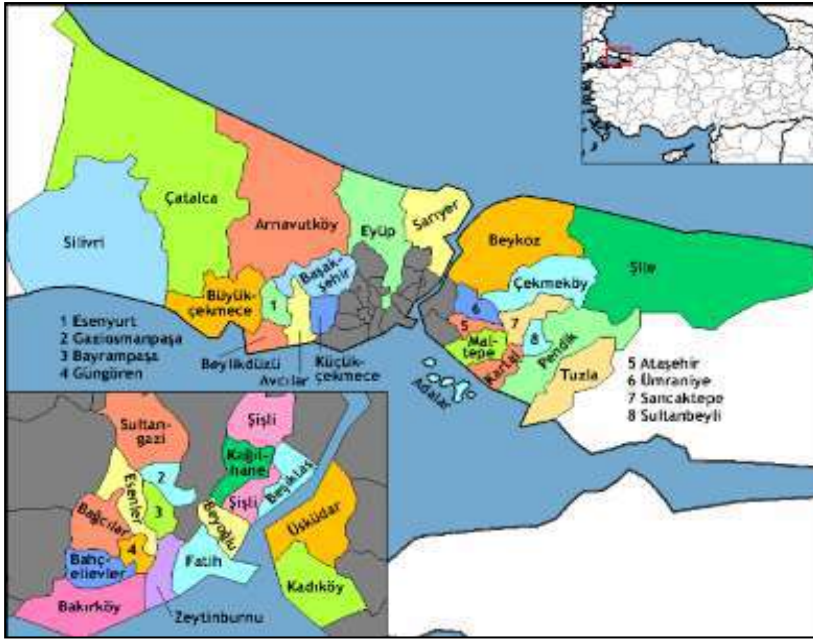 Çatalca
Silivri
Arnavutköy
Eyüp
Sarıyer
Başak-
şehir
Büyük-
çekmece
1
Beylikdüzü
Avcılar
Küçük-
çekmece
1 Esenyurt
2 Gaziosmanpaşa
3 Bayrampaşa
4 Güngören
Beykoz
Şile
Çekmeköy
6
5
7
8
Mal-
tepe
Kartal
Pendik
Tuzla
Adalar
5 Ataşehir
6 Ümraniye
7 Sancaktepe
8 Sultanbeyli
Sultan-
gazi
Şişli
Kağıt-
hane
Beşiktaş
2
Esenler
3
Şişli
Beyoğlu
Bağcılar
4
Üsküdar
Bahç-
elievler
Fatih
Kadıköy
Bakırköy
Zeytinburnu